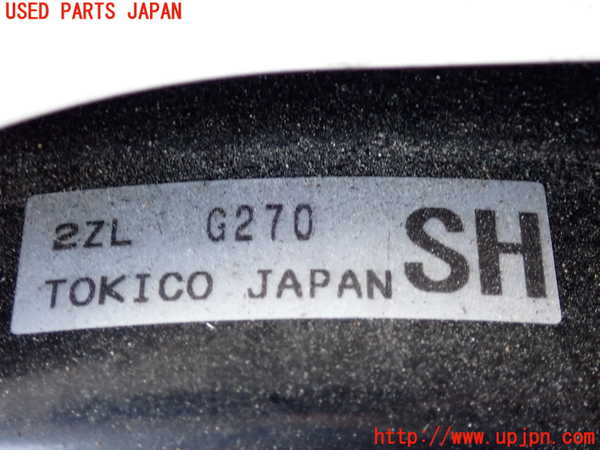 USED PARTS JAPAN
2ZL G270
TOKICO JAPAN SH
http://www.upjpn.com/